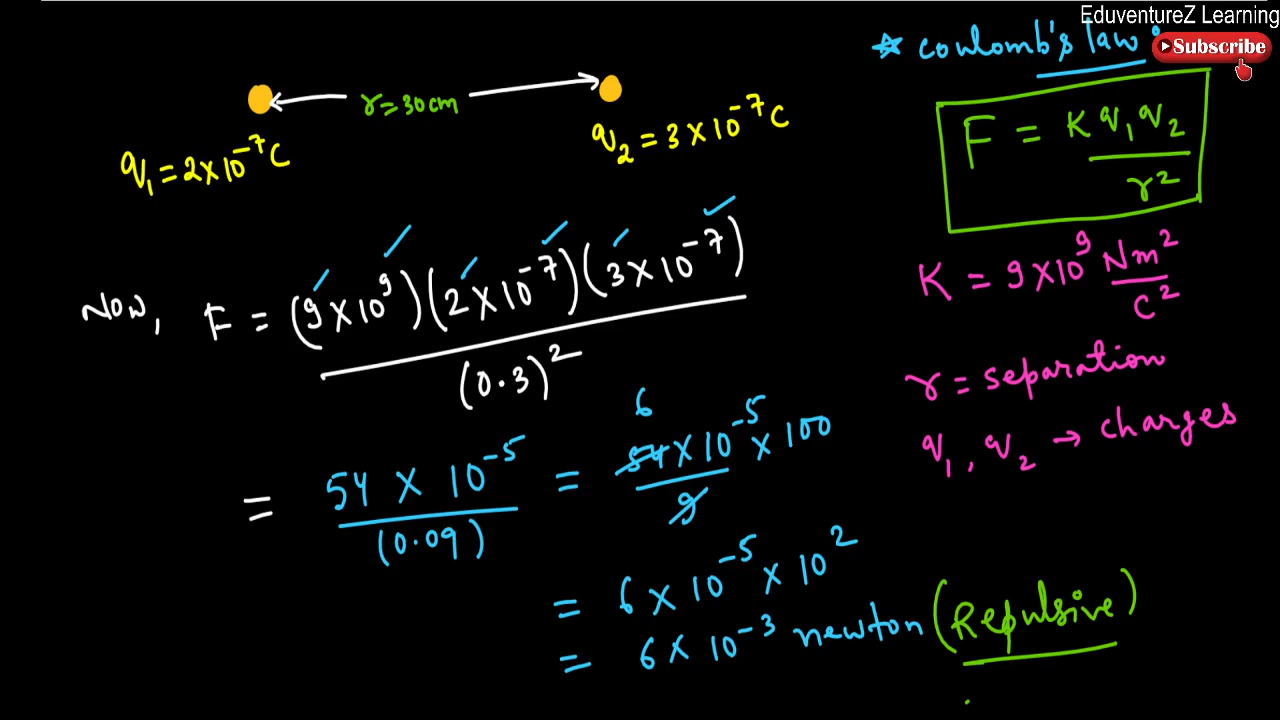 EduventureZ Learning
Subscribe
☆ coulomb's law :
r = 30 cm
q₁ = 2 × 10⁻⁷ C
q₂ = 3 × 10⁻⁷ C
F = K q₁ q₂ / r²
K = 9 × 10⁹ Nm² / C²
r = separation
q₁, q₂ → charges
Now, F = (9 × 10⁹) (2 × 10⁻⁷) (3 × 10⁻⁷) / (0.3)²
= 54 × 10⁻⁵ / (0.09) = 6 54 × 10⁻⁵ × 100 / 9
= 6 × 10⁻⁵ × 10²
= 6 × 10⁻³ newton (Repulsive)